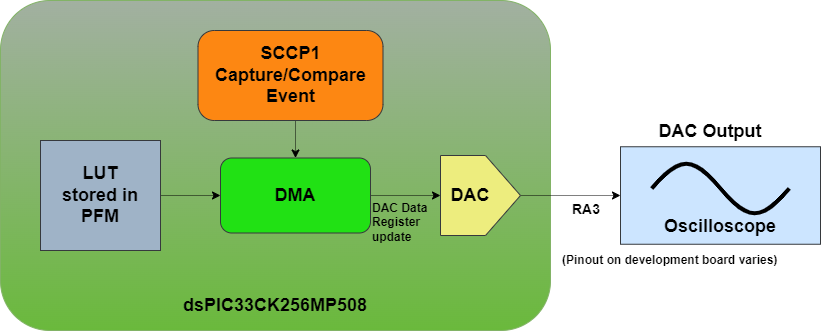 SCCP1
Capture/Compare
Event
LUT
stored in
PFM
DMA
DAC Data
Register
update
DAC
RA3
DAC Output
Oscilloscope
(Pinout on development board varies)
dsPIC33CK256MP508